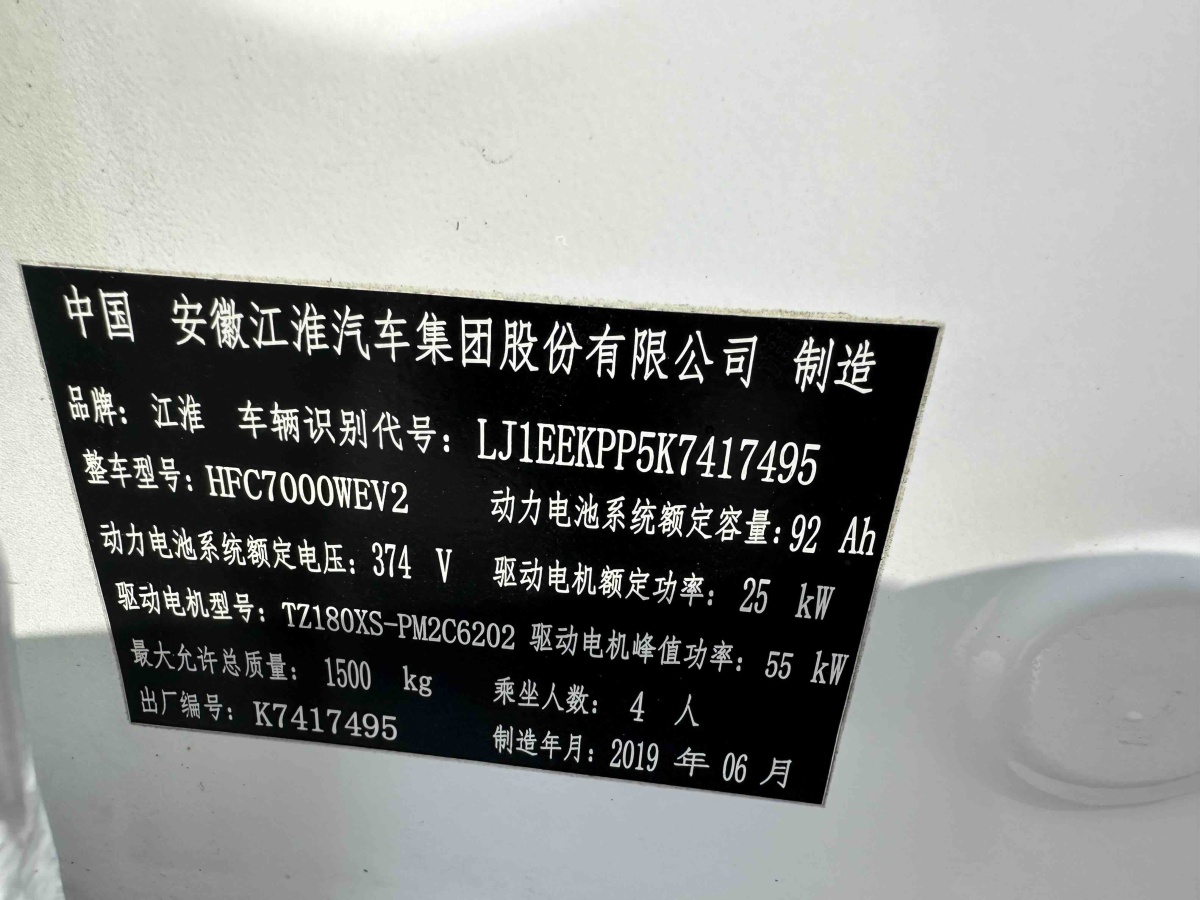 中国 安徽江淮汽车集团股份有限公司 制造
品牌: 江淮 车辆识别代号: LJ1EEKPP5K7417495
整车型号: HFC7000WEV2 动力电池系统额定容量: 92 Ah
动力电池系统额定电压: 374 V 驱动电机额定功率: 25 kW
驱动电机型号: TZ180XS-PM2C6202 驱动电机峰值功率: 55 kW
最大允许总质量: 1500 kg 乘坐人数: 4 人
出厂编号: K7417495 制造年月: 2019 年 06 月